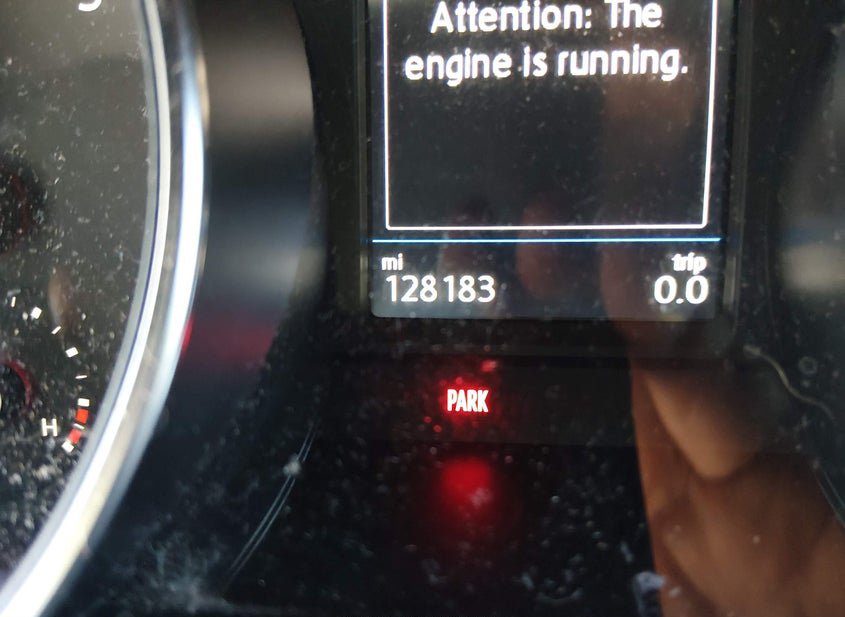 Attention: The
engine is running.
mi trip
128183 0.0
PARK
H